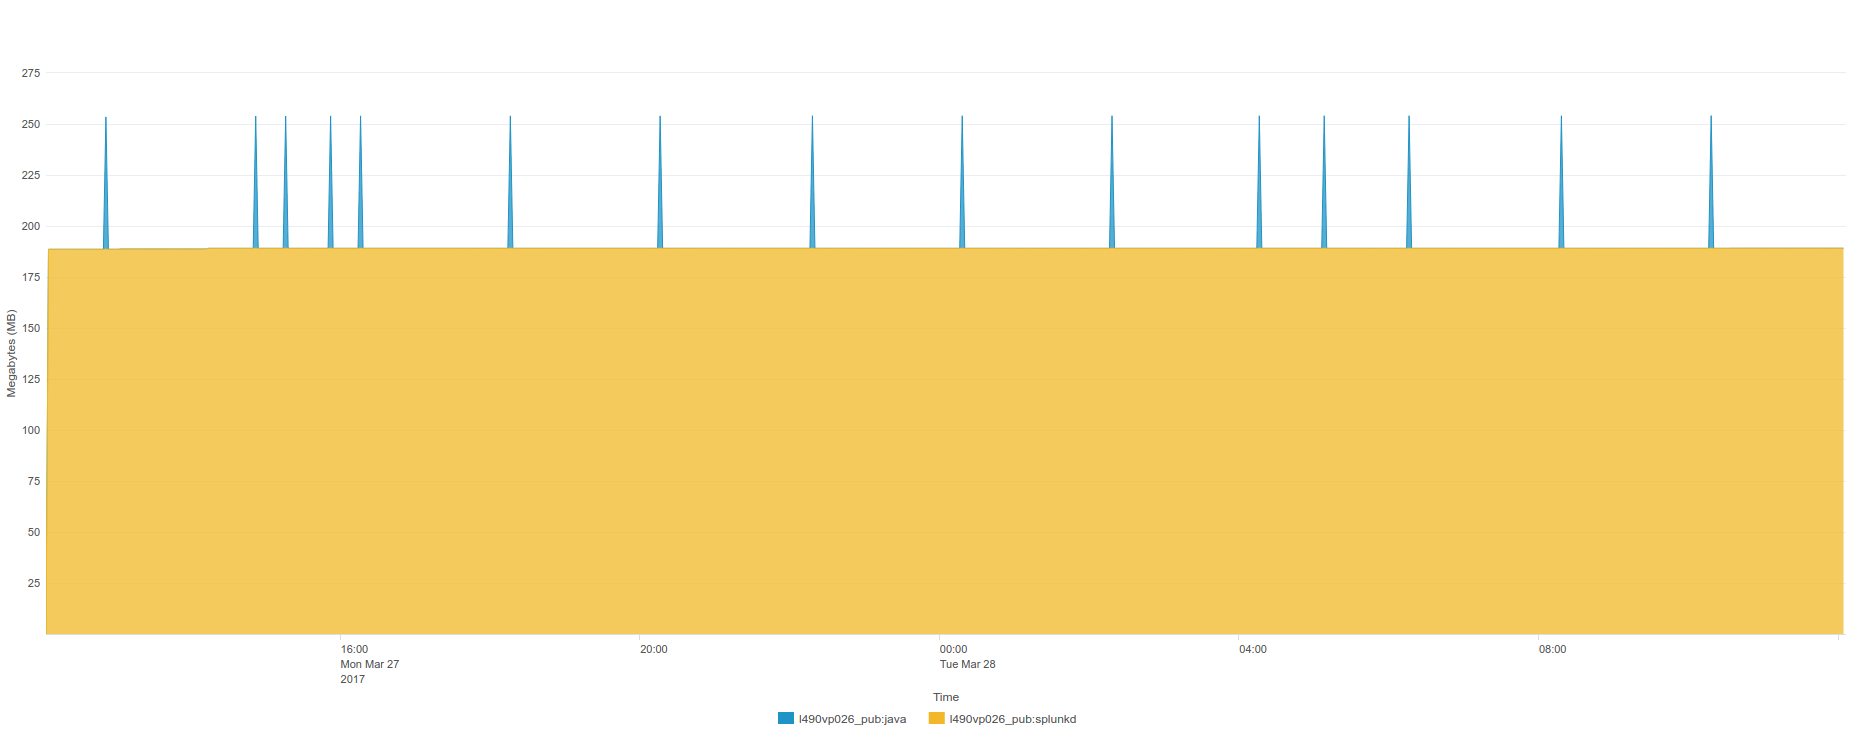 275
250
225
200
175
150
125
100
75
50
25
Megabytes (MB)
16:00
Mon Mar 27
2017
20:00
00:00
Tue Mar 28
04:00
08:00
Time
l490vp026_pub:java
l490vp026_pub:splunkd